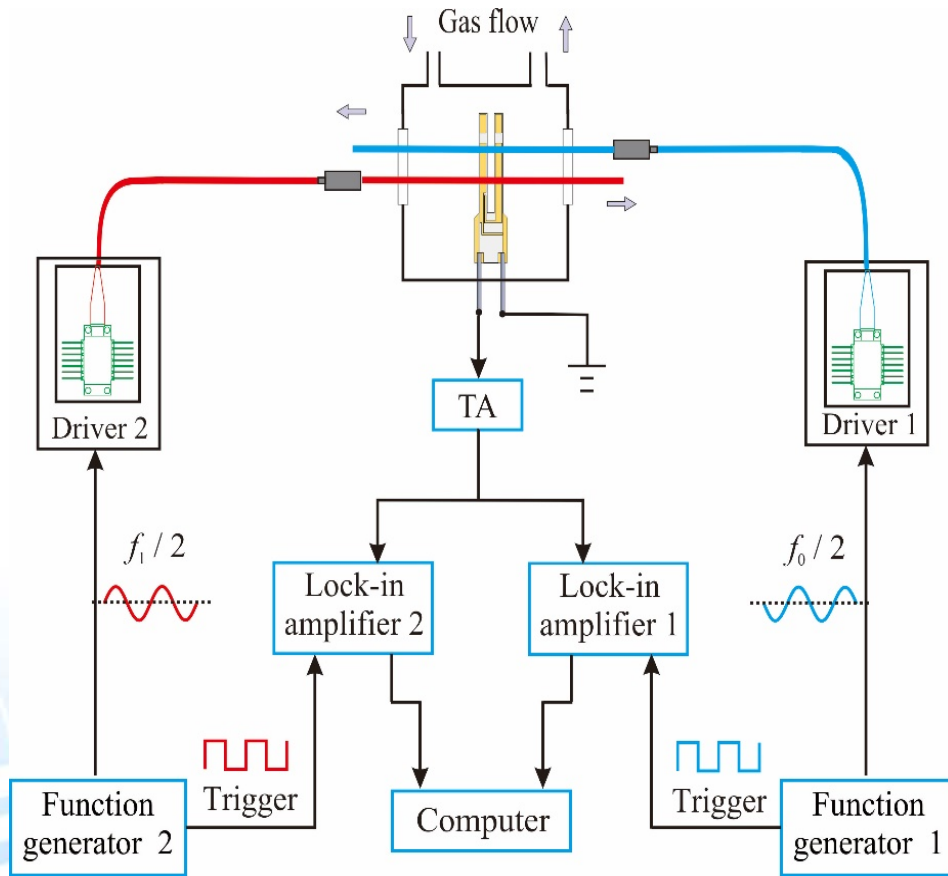 Gas flow
Driver 2
TA
Driver 1
f₁ / 2
f₀ / 2
Lock-in
amplifier 2
Lock-in
amplifier 1
Trigger
Trigger
Function
generator 2
Computer
Function
generator 1